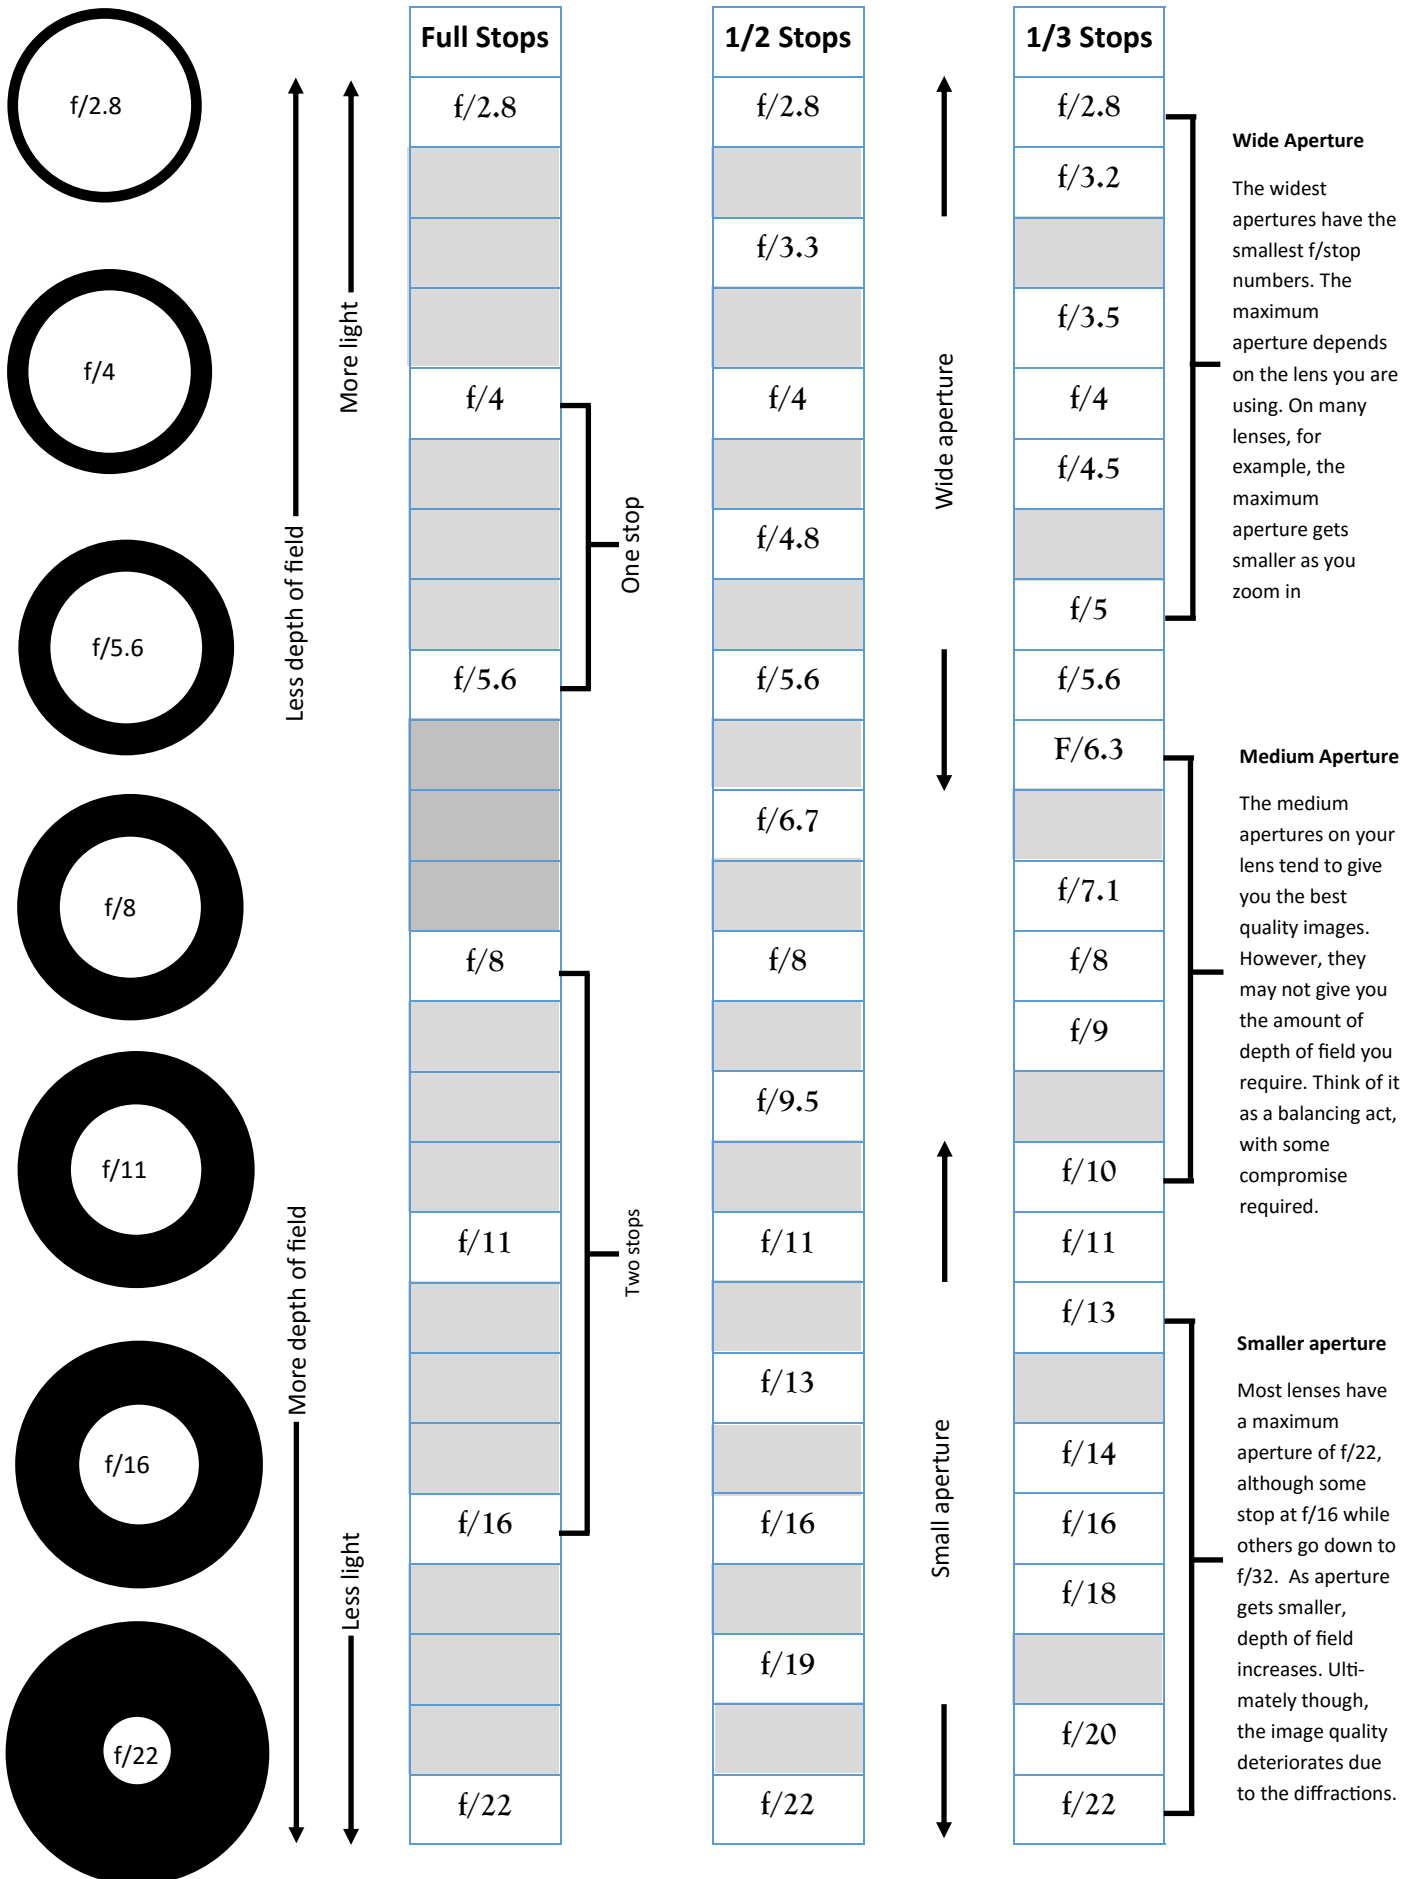 f/2.8
f/4
f/5.6
f/8
f/11
f/16
f/22
Less depth of field
More depth of field
More light
Less light
Full Stops
f/2.8
f/4
f/5.6
f/8
f/11
f/16
f/22
One stop
Two stops
1/2 Stops
f/2.8
f/3.3
f/4
f/4.8
f/5.6
f/6.7
f/8
f/9.5
f/11
f/13
f/16
f/19
f/22
Wide aperture
Small aperture
1/3 Stops
f/2.8
f/3.2
f/3.5
f/4
f/4.5
f/5
f/5.6
F/6.3
f/7.1
f/8
f/9
f/10
f/11
f/13
f/14
f/16
f/18
f/20
f/22
Wide Aperture
The widest
apertures have the
smallest f/stop
numbers. The
maximum
aperture depends
on the lens you are
using. On many
lenses, for
example, the
maximum
aperture gets
smaller as you
zoom in
Medium Aperture
The medium
apertures on your
lens tend to give
you the best
quality images.
However, they
may not give you
the amount of
depth of field you
require. Think of it
as a balancing act,
with some
compromise
required.
Smaller aperture
Most lenses have
a maximum
aperture of f/22,
although some
stop at f/16 while
others go down to
f/32.  As aperture
gets smaller,
depth of field
increases. Ulti-
mately though,
the image quality
deteriorates due
to the diffractions.